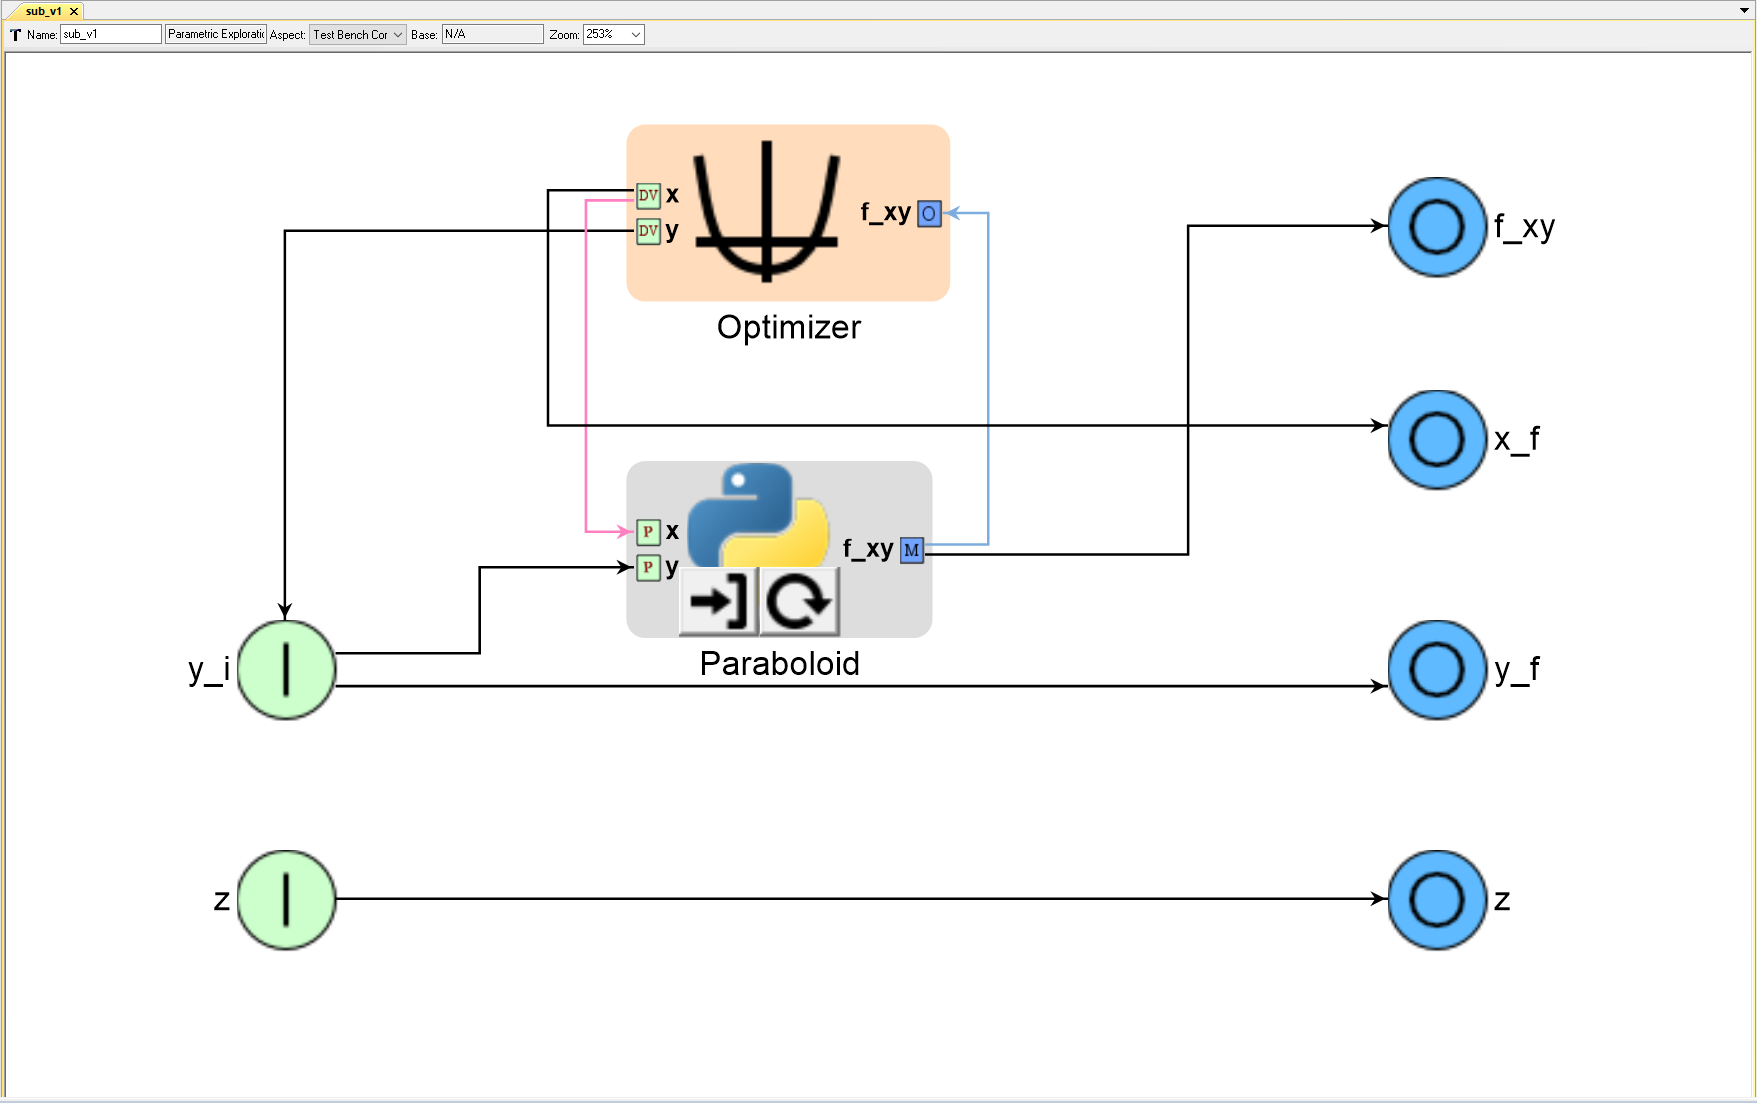 sub_v1
Name: sub_v1 Parametric Exploratic Aspect: Test Bench Cor Base: N/A Zoom: 253%
DV x
DV y
f_xy O
Optimizer
f_xy
x_f
P x
P y
f_xy M
Paraboloid
y_i
y_f
z
z